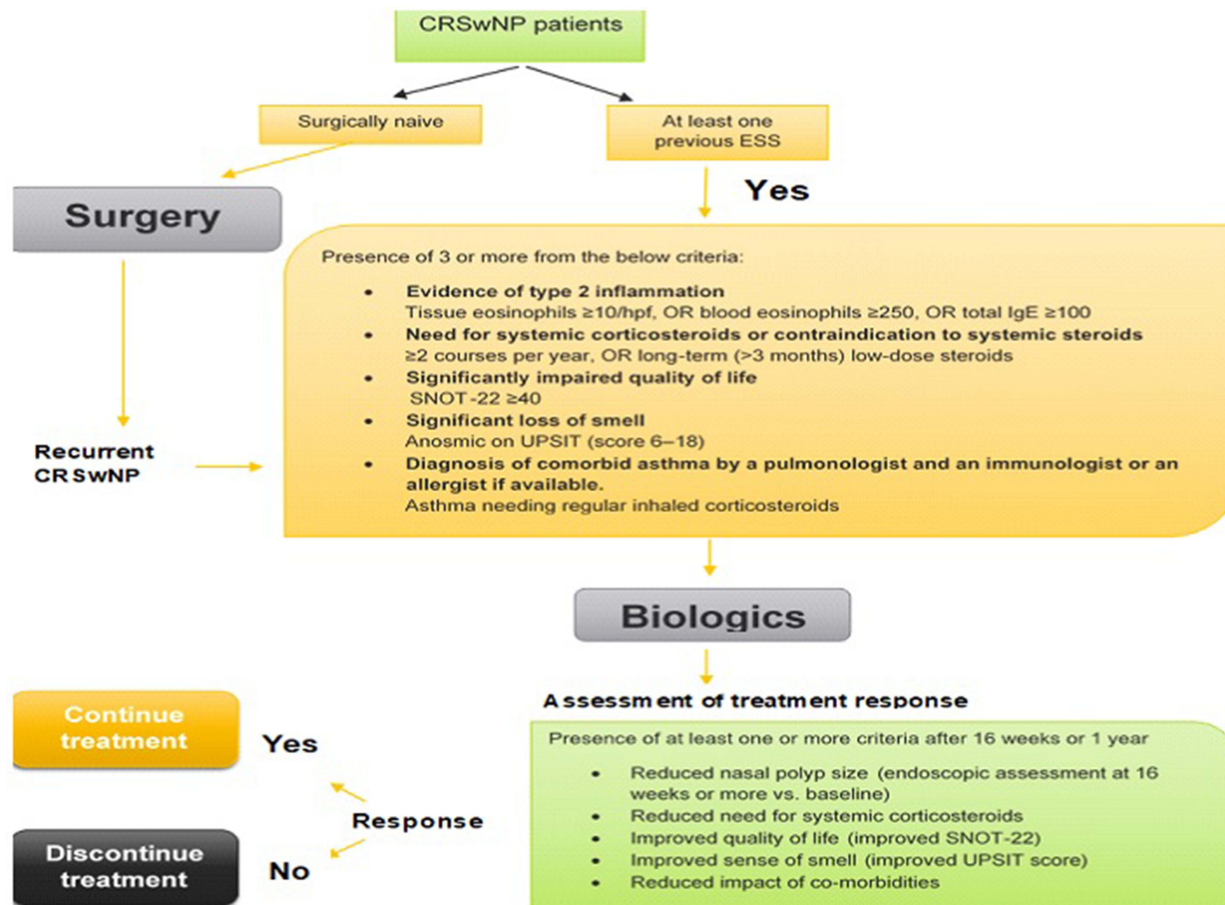 CRSwNP patients
Surgically naive
At least one
previous ESS
Yes
Surgery
Presence of 3 or more from the below criteria:
• Evidence of type 2 inflammation
Tissue eosinophils ≥10/hpf, OR blood eosinophils ≥250, OR total IgE ≥100
• Need for systemic corticosteroids or contraindication to systemic steroids
≥2 courses per year, OR long-term (>3 months) low-dose steroids
• Significantly impaired quality of life
SNOT-22 ≥40
• Significant loss of smell
Anosmic on UPSIT (score 6–18)
• Diagnosis of comorbid asthma by a pulmonologist and an immunologist or an
allergist if available.
Asthma needing regular inhaled corticosteroids
Recurrent
CRSwNP
Biologics
Assessment of treatment response
Presence of at least one or more criteria after 16 weeks or 1 year
• Reduced nasal polyp size (endoscopic assessment at 16
weeks or more vs. baseline)
• Reduced need for systemic corticosteroids
• Improved quality of life (improved SNOT-22)
• Improved sense of smell (improved UPSIT score)
• Reduced impact of co-morbidities
Response
Yes
Continue
treatment
No
Discontinue
treatment